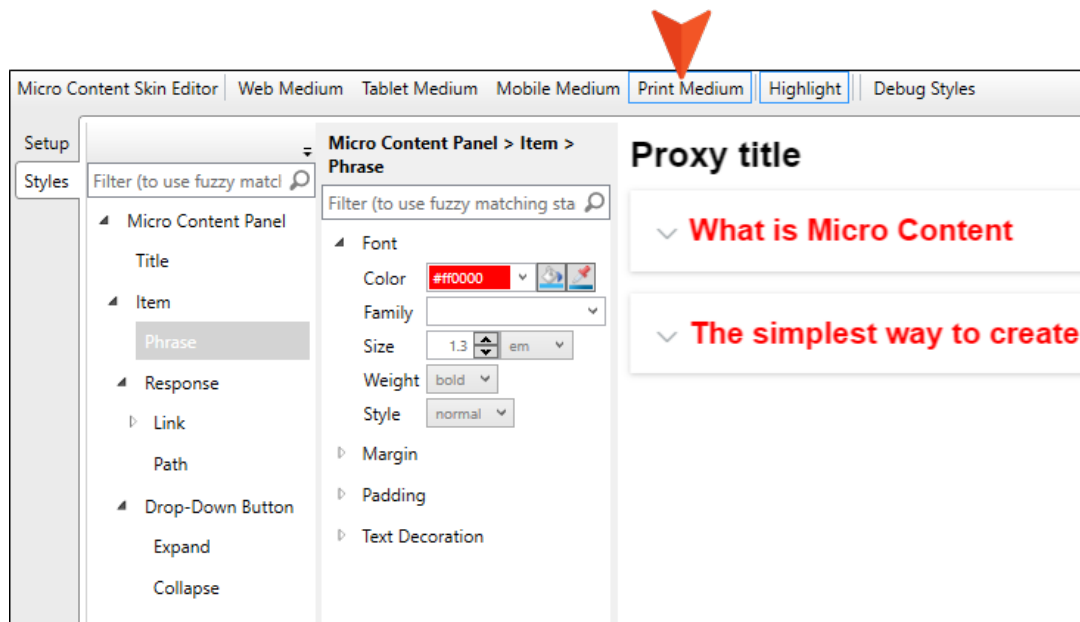 Micro Content Skin Editor Web Medium Tablet Medium Mobile Medium Print Medium Highlight Debug Styles
Setup
Styles
Filter (to use fuzzy matcl
Micro Content Panel
Title
Item
Phrase
Response
Link
Path
Drop-Down Button
Expand
Collapse
Micro Content Panel > Item >
Phrase
Filter (to use fuzzy matching sta
Font
Color #ff0000
Family
Size 1.3 em
Weight bold
Style normal
Margin
Padding
Text Decoration
Proxy title
What is Micro Content
The simplest way to create